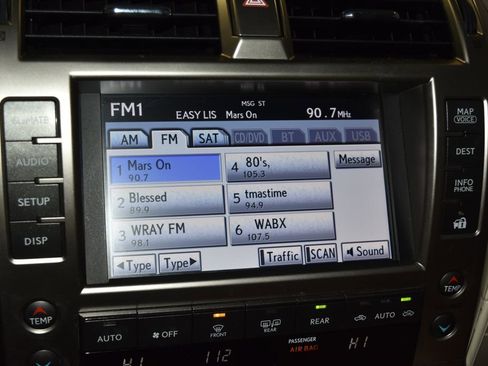 MSG ST
FM1 EASY LIS Mars On 90.7MHz
AM FM SAT CD/DVD BT AUX USB
1 Mars On 90.7
4 80's, 105.3
Message
2 Blessed 89.9
5 tmastime 94.9
3 WRAY FM 98.1
6 WABX 107.5
◀Type Type▶ Traffic SCAN Sound
CLIMATE
AUDIO
SETUP
DISP
MAP
VOICE
DEST
INFO
PHONE
TEMP
AUTO OFF FRONT REAR REAR AUTO
TEMP
PASSENGER
AIR BAG
HI 112 HI